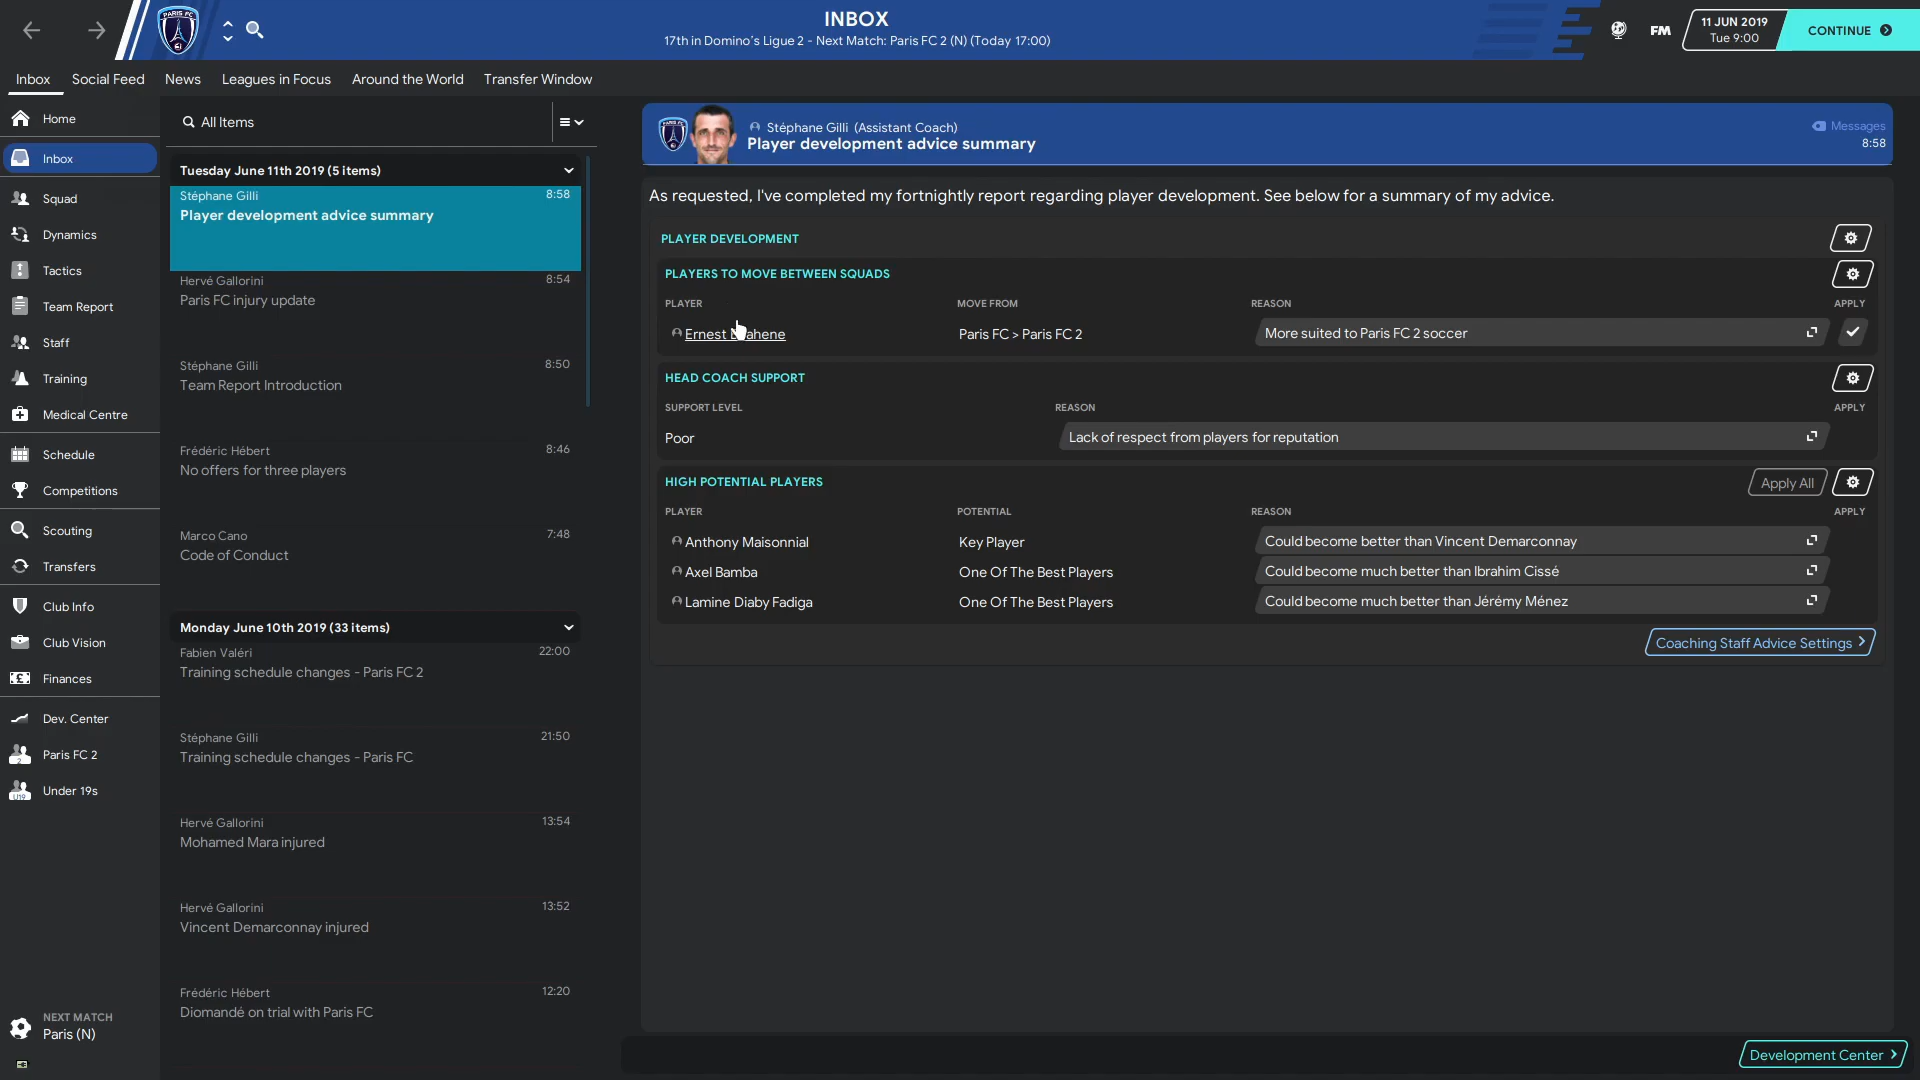 INBOX
17th in Domino's Ligue 2 - Next Match: Paris FC 2 (N) (Today 17:00)
FM
11 JUN 2019
Tue 9:00
CONTINUE
Inbox Social Feed News Leagues in Focus Around the World Transfer Window
Home
Inbox
Squad
Dynamics
Tactics
Team Report
Staff
Training
Medical Centre
Schedule
Competitions
Scouting
Transfers
Club Info
Club Vision
Finances
Dev. Center
Paris FC 2
Under 19s
NEXT MATCH
Paris (N)
All Items
Tuesday June 11th 2019 (5 items)
Stéphane Gilli 8:58
Player development advice summary
Hervé Gallorini 8:54
Paris FC injury update
Stéphane Gilli 8:50
Team Report Introduction
Frédéric Hébert 8:46
No offers for three players
Marco Cano 7:48
Code of Conduct
Monday June 10th 2019 (33 items)
Fabien Valéri 22:00
Training schedule changes - Paris FC 2
Stéphane Gilli 21:50
Training schedule changes - Paris FC
Hervé Gallorini 13:54
Mohamed Mara injured
Hervé Gallorini 13:52
Vincent Demarconnay injured
Frédéric Hébert 12:20
Diomandé on trial with Paris FC
Stéphane Gilli (Assistant Coach)
Player development advice summary
Messages
8:58
As requested, I've completed my fortnightly report regarding player development. See below for a summary of my advice.
PLAYER DEVELOPMENT
PLAYERS TO MOVE BETWEEN SQUADS
PLAYER MOVE FROM REASON APPLY
Ernest Paris FC > Paris FC 2 More suited to Paris FC 2 soccer
HEAD COACH SUPPORT
SUPPORT LEVEL REASON APPLY
Poor Lack of respect from players for reputation
HIGH POTENTIAL PLAYERS Apply All
PLAYER POTENTIAL REASON APPLY
Anthony Maisonnial Key Player Could become better than Vincent Demarconnay
Axel Bamba One Of The Best Players Could become much better than Ibrahim Cissé
Lamine Diaby Fadiga One Of The Best Players Could become much better than Jérémy Ménez
Coaching Staff Advice Settings
Development Center